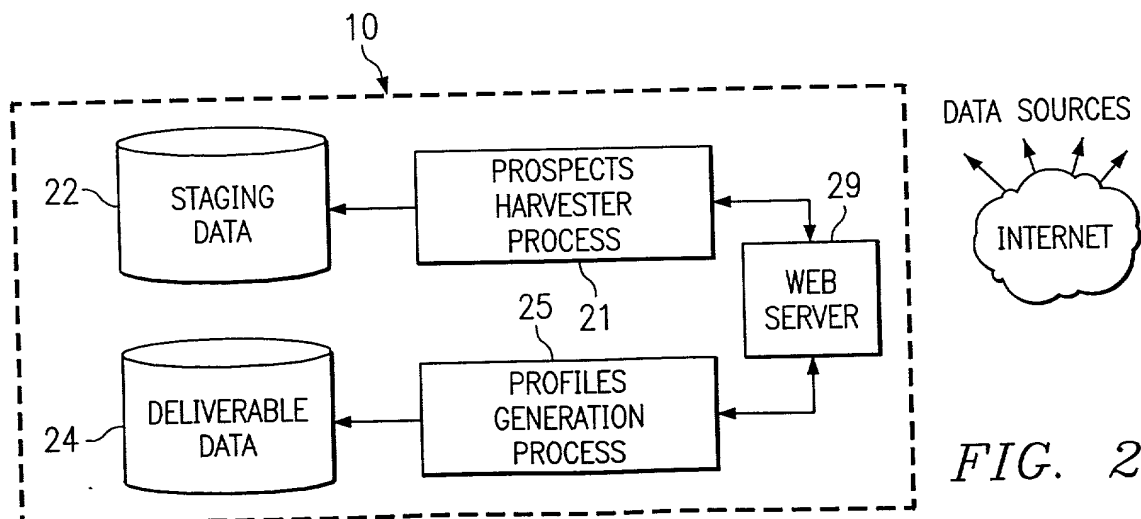 10
DATA SOURCES
22
STAGING
DATA
PROSPECTS
HARVESTER
PROCESS
21
29
WEB
SERVER
INTERNET
24
DELIVERABLE
DATA
25
PROFILES
GENERATION
PROCESS
FIG. 2